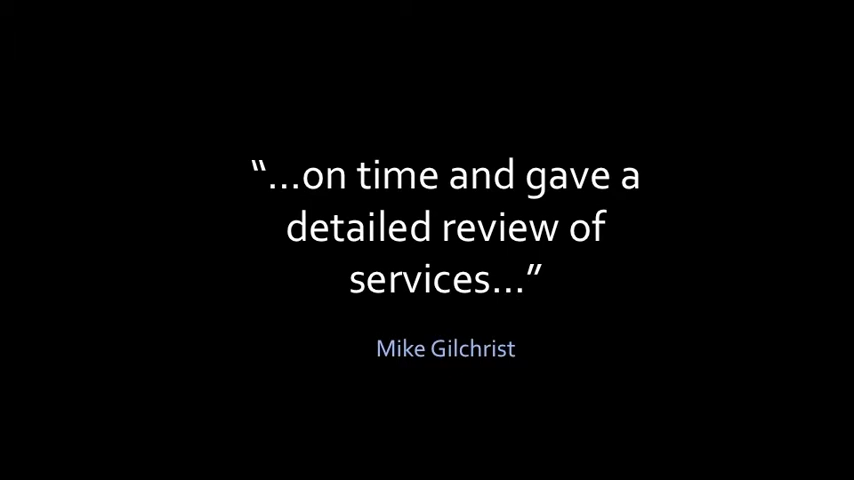 “...on time and gave a
detailed review of
services...”
Mike Gilchrist